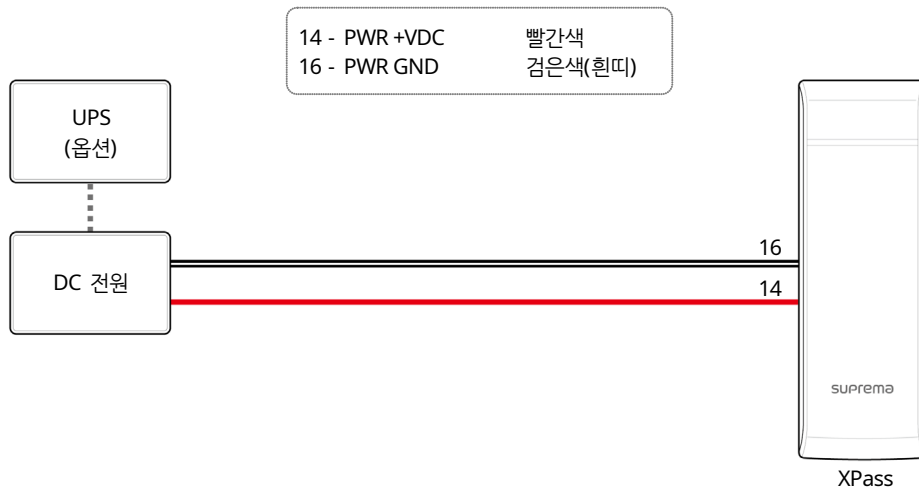 14 - PWR +VDC 빨간색
16 - PWR GND 검은색(흰띠)
UPS
(옵션)
DC 전원
16
14
suprema
XPass